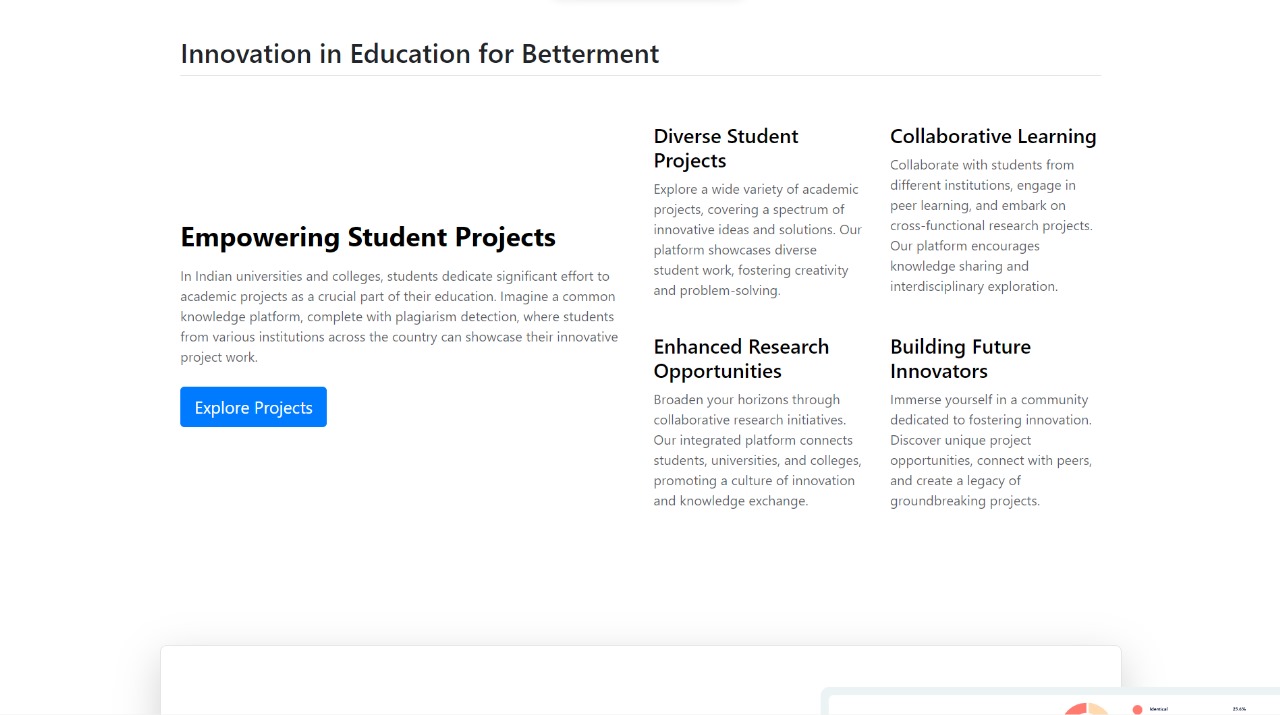 Innovation in Education for Betterment
Empowering Student Projects
In Indian universities and colleges, students dedicate significant effort to
academic projects as a crucial part of their education. Imagine a common
knowledge platform, complete with plagiarism detection, where students
from various institutions across the country can showcase their innovative
project work.
Explore Projects
Diverse Student
Projects
Explore a wide variety of academic
projects, covering a spectrum of
innovative ideas and solutions. Our
platform showcases diverse
student work, fostering creativity
and problem-solving.
Collaborative Learning
Collaborate with students from
different institutions, engage in
peer learning, and embark on
cross-functional research projects.
Our platform encourages
knowledge sharing and
interdisciplinary exploration.
Enhanced Research
Opportunities
Broaden your horizons through
collaborative research initiatives.
Our integrated platform connects
students, universities, and colleges,
promoting a culture of innovation
and knowledge exchange.
Building Future
Innovators
Immerse yourself in a community
dedicated to fostering innovation.
Discover unique project
opportunities, connect with peers,
and create a legacy of
groundbreaking projects.
Identical